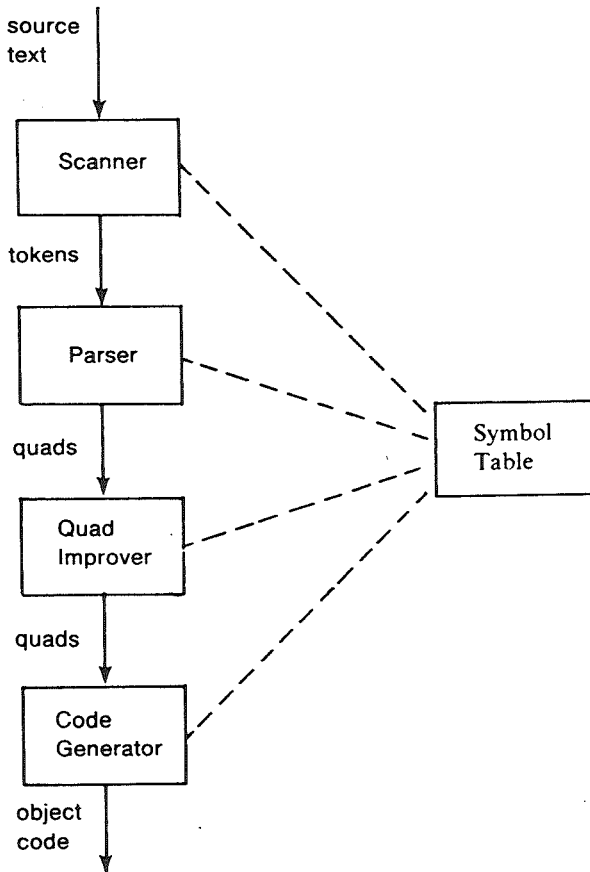 source
text
Scanner
tokens
Parser
Symbol
Table
quads
Quad
Improver
quads
Code
Generator
object
code